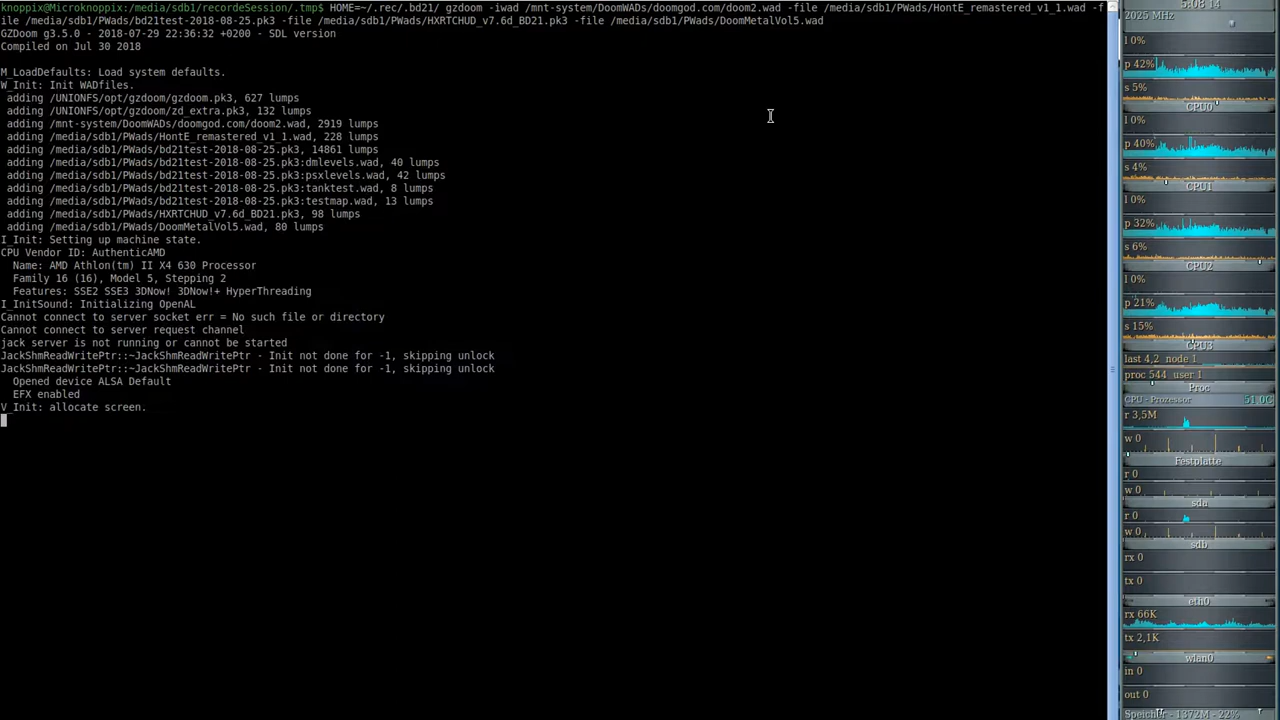 knoppix@Microknoppix:/media/sdb1/recordeSession/.tmp$ HOME=~/.rec/.bd21/ gzdoom -iwad /mnt-system/DoomWADs/doomgod.com/doom2.wad -file /media/sdb1/PWads/HontE_remastered_v1_1.wad -f
ile /media/sdb1/PWads/bd21test-2018-08-25.pk3 -file /media/sdb1/PWads/HXRTCHUD_v7.6d_BD21.pk3 -file /media/sdb1/PWads/DoomMetalVol5.wad
GZDoom g3.5.0 - 2018-07-29 22:36:32 +0200 - SDL version
Compiled on Jul 30 2018
M_LoadDefaults: Load system defaults.
W_Init: Init WADfiles.
adding /UNIONFS/opt/gzdoom/gzdoom.pk3, 627 lumps
adding /UNIONFS/opt/gzdoom/zd_extra.pk3, 132 lumps
adding /mnt-system/DoomWADs/doomgod.com/doom2.wad, 2919 lumps
adding /media/sdb1/PWads/HontE_remastered_v1_1.wad, 228 lumps
adding /media/sdb1/PWads/bd21test-2018-08-25.pk3, 14861 lumps
adding /media/sdb1/PWads/bd21test-2018-08-25.pk3:dmlevels.wad, 40 lumps
adding /media/sdb1/PWads/bd21test-2018-08-25.pk3:psxlevels.wad, 42 lumps
adding /media/sdb1/PWads/bd21test-2018-08-25.pk3:tanktest.wad, 8 lumps
adding /media/sdb1/PWads/bd21test-2018-08-25.pk3:testmap.wad, 13 lumps
adding /media/sdb1/PWads/HXRTCHUD_v7.6d_BD21.pk3, 98 lumps
adding /media/sdb1/PWads/DoomMetalVol5.wad, 80 lumps
I_Init: Setting up machine state.
CPU Vendor ID: AuthenticAMD
Name: AMD Athlon(tm) II X4 630 Processor
Family 16 (16), Model 5, Stepping 2
Features: SSE2 SSE3 3DNow! 3DNow!+ HyperThreading
I_InitSound: Initializing OpenAL
Cannot connect to server socket err = No such file or directory
Cannot connect to server request channel
jack server is not running or cannot be started
JackShmReadWritePtr::~JackShmReadWritePtr - Init not done for -1, skipping unlock
JackShmReadWritePtr::~JackShmReadWritePtr - Init not done for -1, skipping unlock
Opened device ALSA Default
EFX enabled
V_Init: allocate screen.
5:08 14
2025 MHz
l 0%
p 42%
s 5%
CPU0
l 0%
p 40%
s 4%
CPU1
l 0%
p 32%
s 6%
CPU2
l 0%
p 21%
s 15%
CPU3
last 4,2 node 1
proc 544 user 1
Proc
CPU - Prozessor 51.0C
r 3,5M
w 0
Festplatte
r 0
w 0
sda
r 0
w 0
sdb
rx 0
tx 0
eth0
rx 66K
tx 2,1K
wlan0
in 0
out 0
Speicher - 1372M - 22%